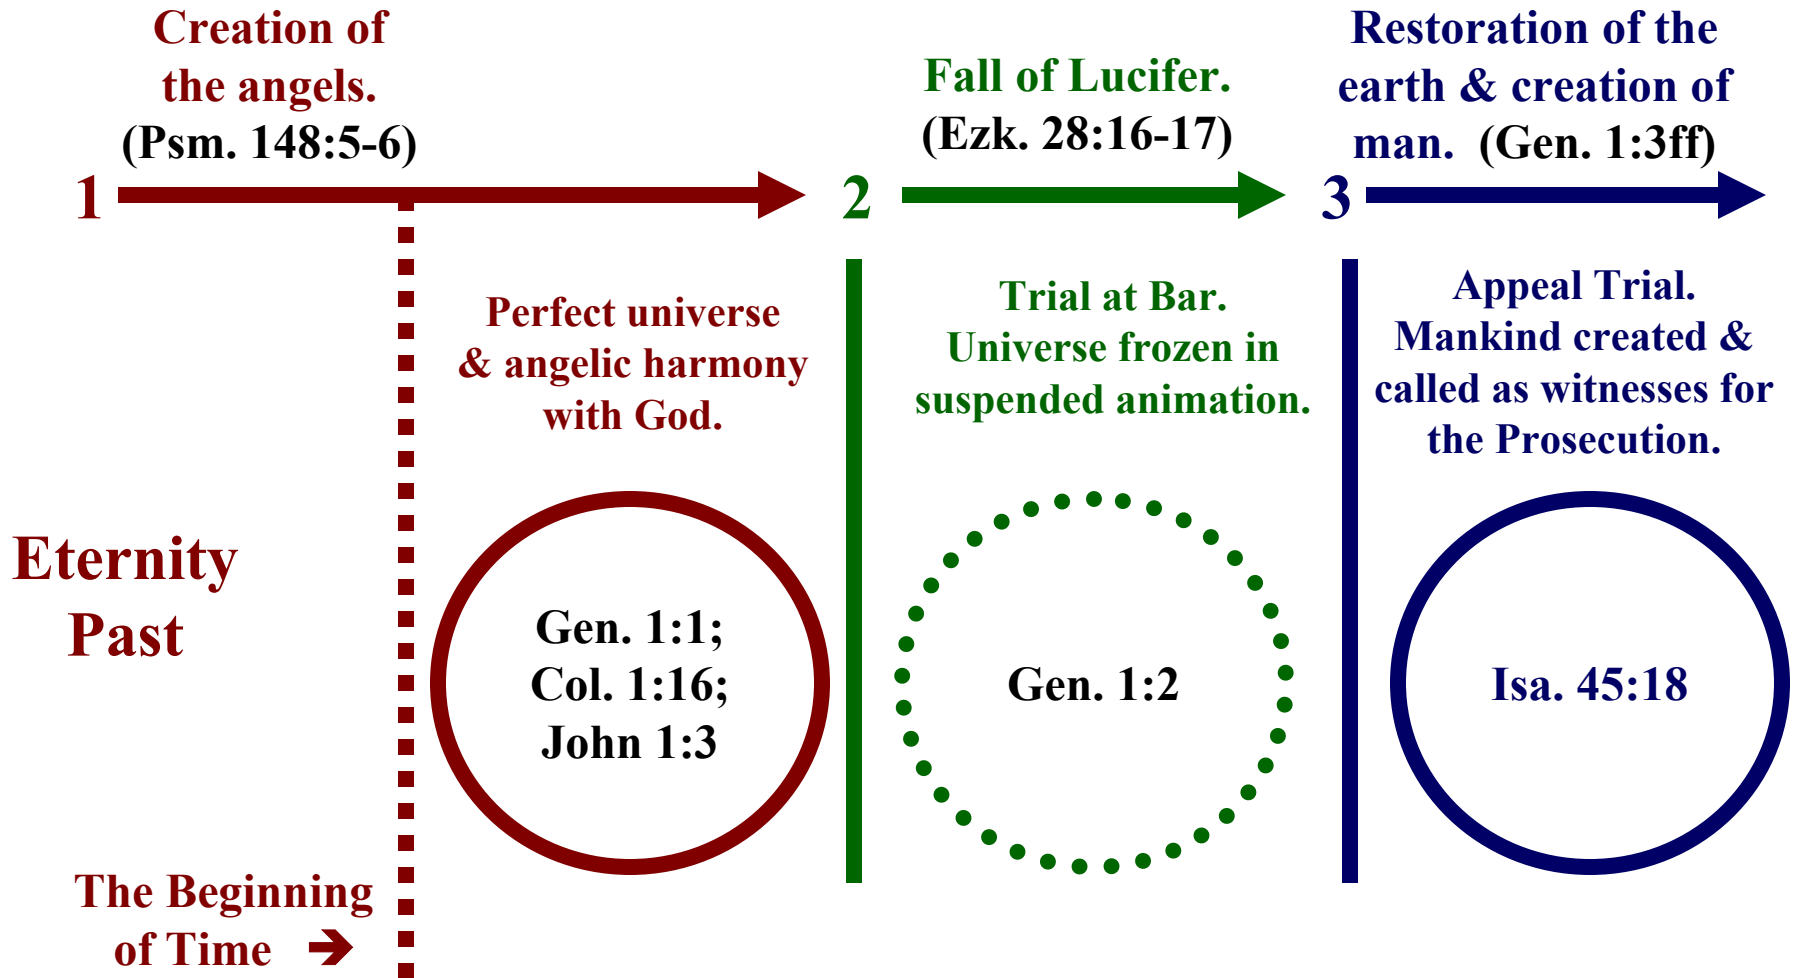 Creation of
the angels.
(Psm. 148:5-6)
Fall of Lucifer.
(Ezk. 28:16-17)
Restoration of the
earth & creation of
man. (Gen. 1:3ff)
1
2
3
Perfect universe
& angelic harmony
with God.
Trial at Bar.
Universe frozen in
suspended animation.
Appeal Trial.
Mankind created &
called as witnesses for
the Prosecution.
Eternity
Past
Gen. 1:1;
Col. 1:16;
John 1:3
Gen. 1:2
Isa. 45:18
The Beginning
of Time ➔